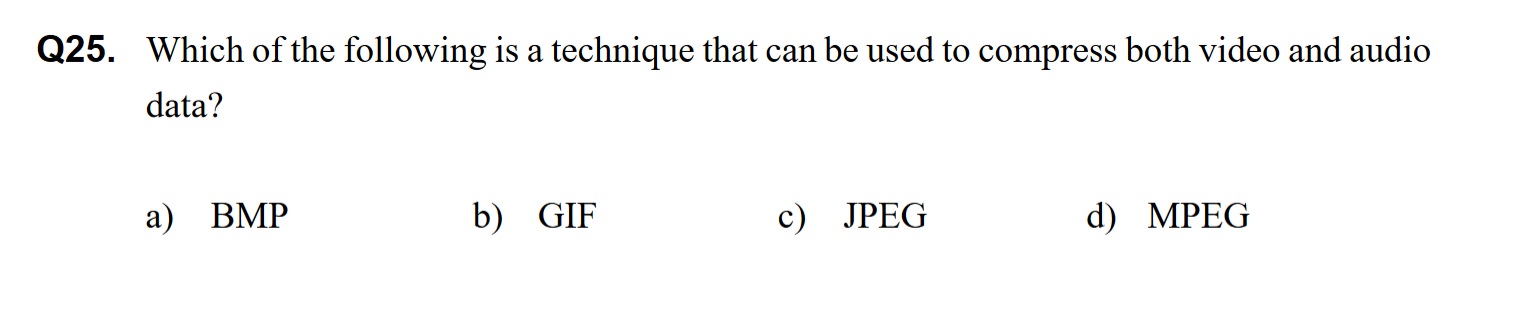 Q25. Which of the following is a technique that can be used to compress both video and audio
data?
a) BMP b) GIF c) JPEG d) MPEG